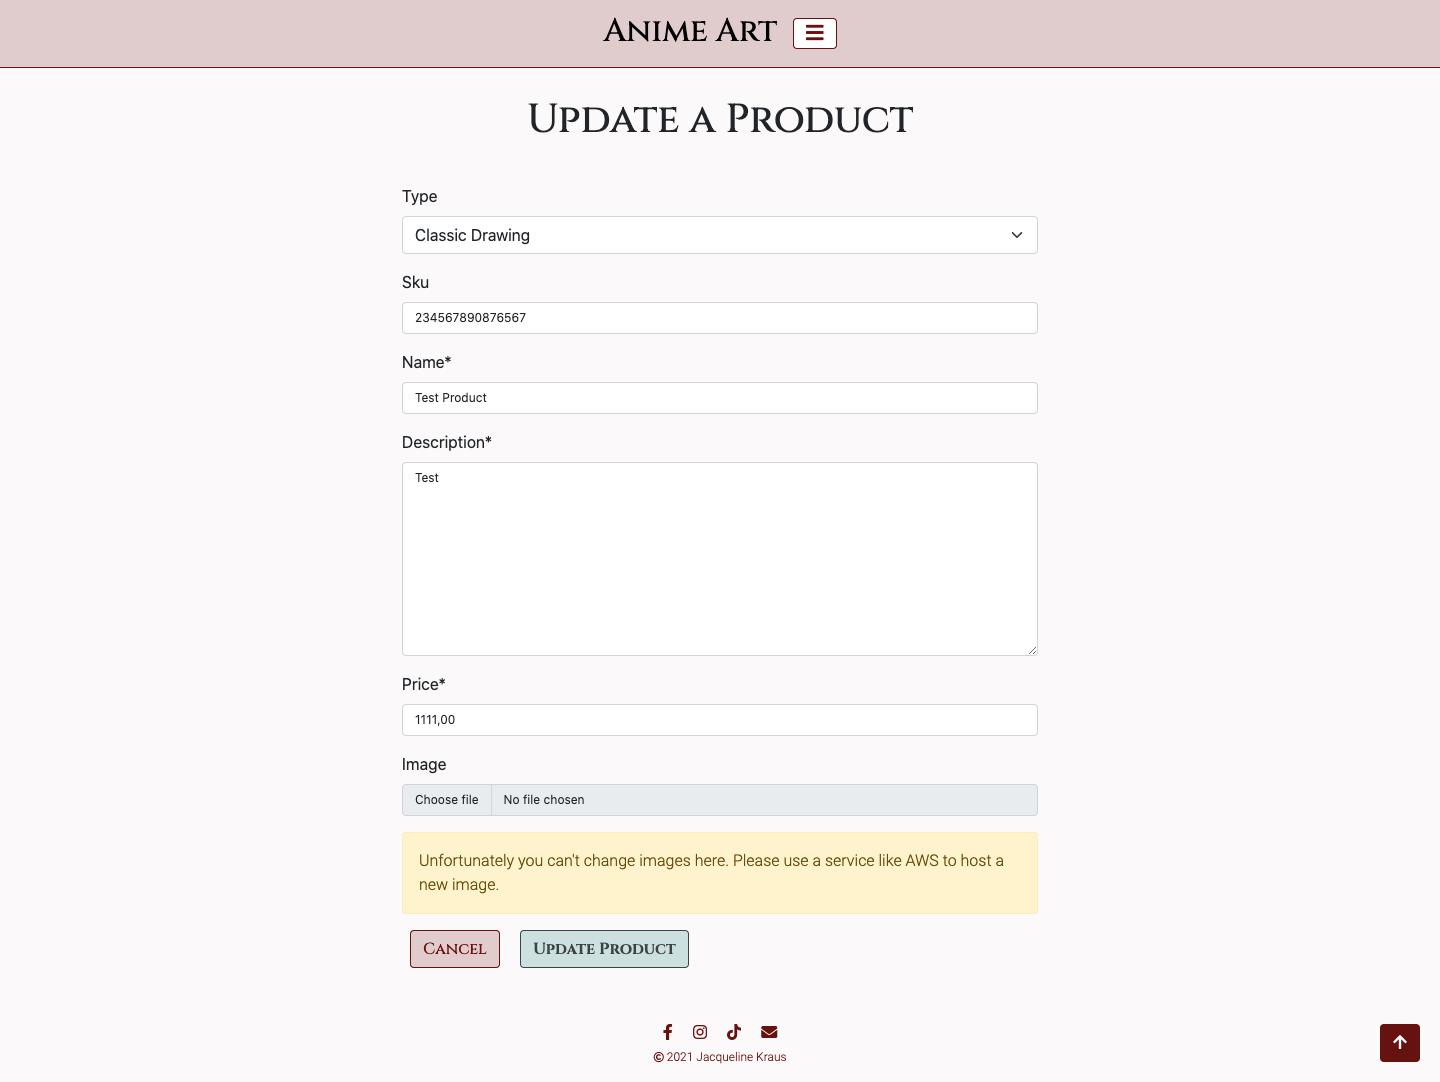 Anime Art
Update a Product
Type
Classic Drawing
Sku
234567890876567
Name*
Test Product
Description*
Test
Price*
1111,00
Image
Choose file No file chosen
Unfortunately you can't change images here. Please use a service like AWS to host a
new image.
Cancel Update Product
© 2021 Jacqueline Kraus